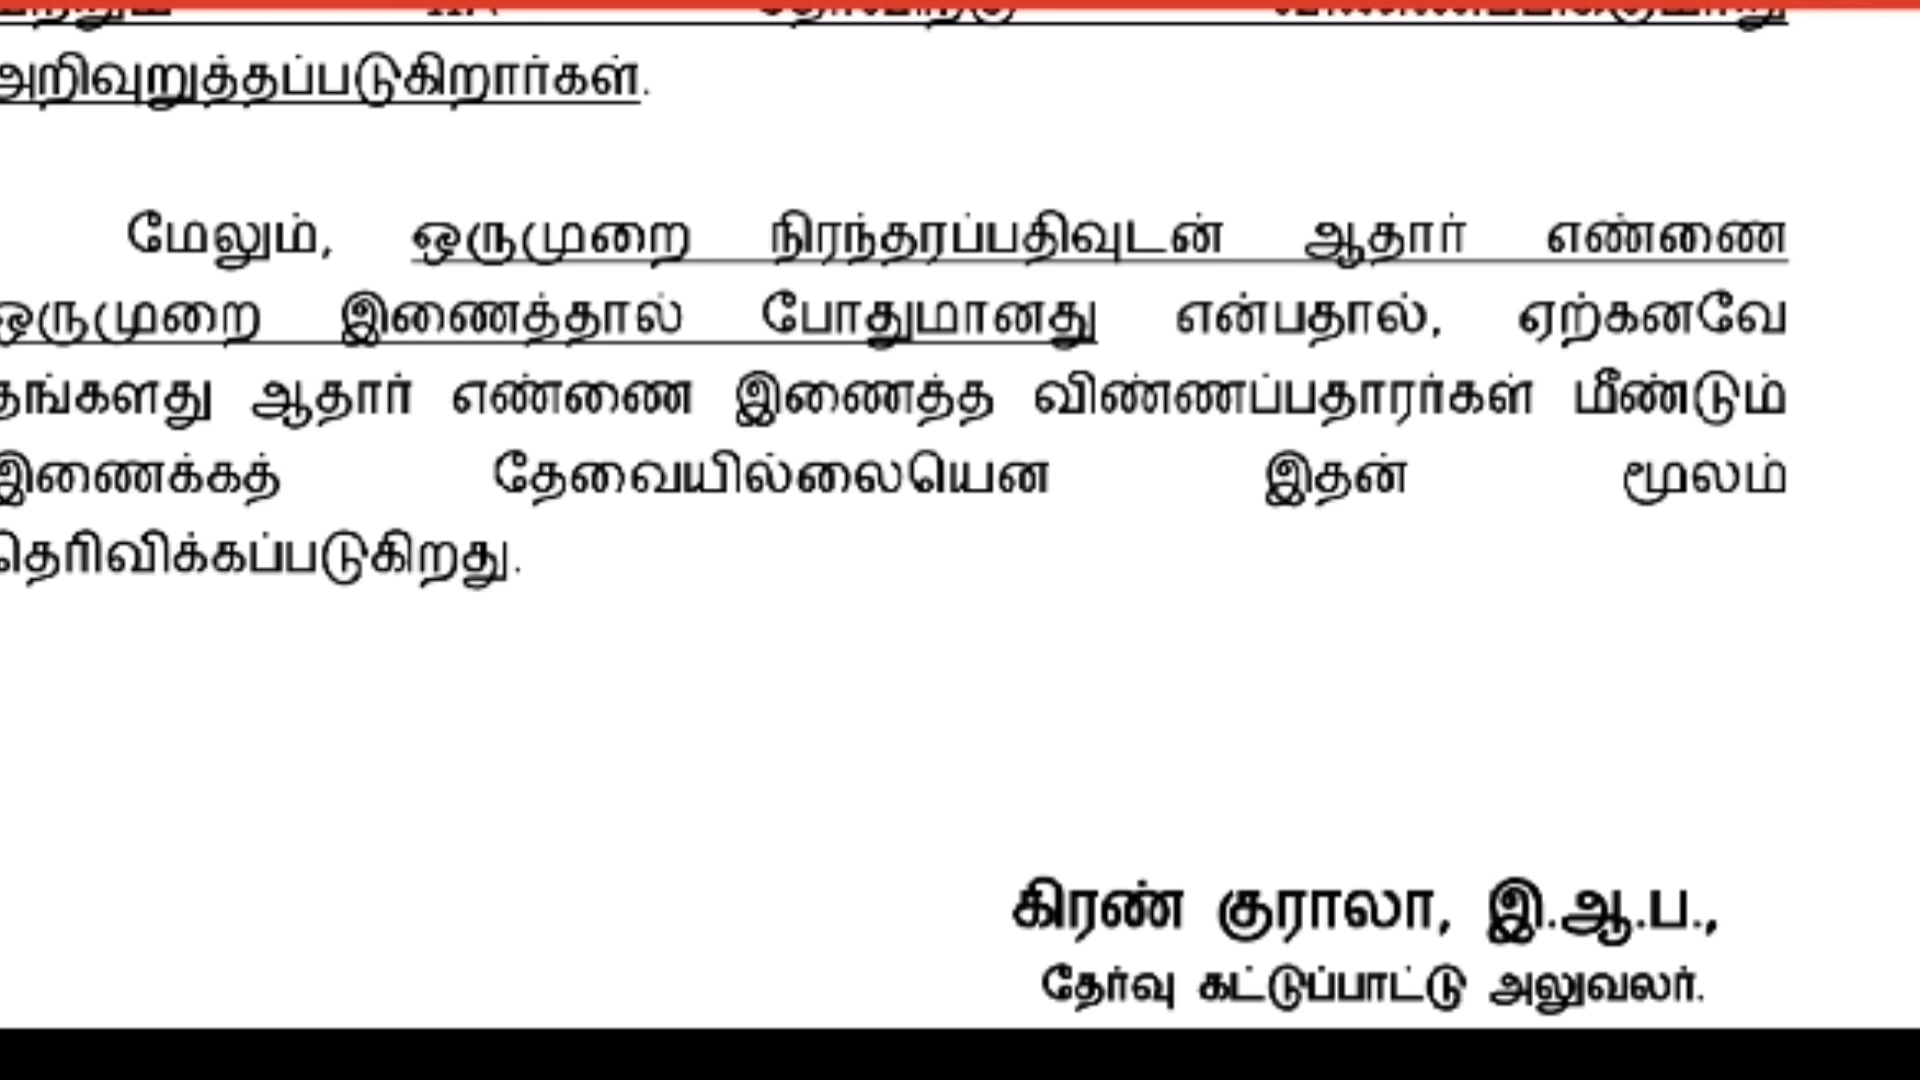 அறிவுறுத்தப்படுகிறார்கள்.
மேலும், ஒருமுறை நிரந்தரப்பதிவுடன் ஆதார் எண்ணை
ஒருமுறை இணைத்தால் போதுமானது என்பதால், ஏற்கனவே
தங்களது ஆதார் எண்ணை இணைத்த விண்ணப்பதாரர்கள் மீண்டும்
இணைக்கத் தேவையில்லையென இதன் மூலம்
தெரிவிக்கப்படுகிறது.
கிரண் குராலா, இ.ஆ.ப.,
தேர்வு கட்டுப்பாட்டு அலுவலர்.